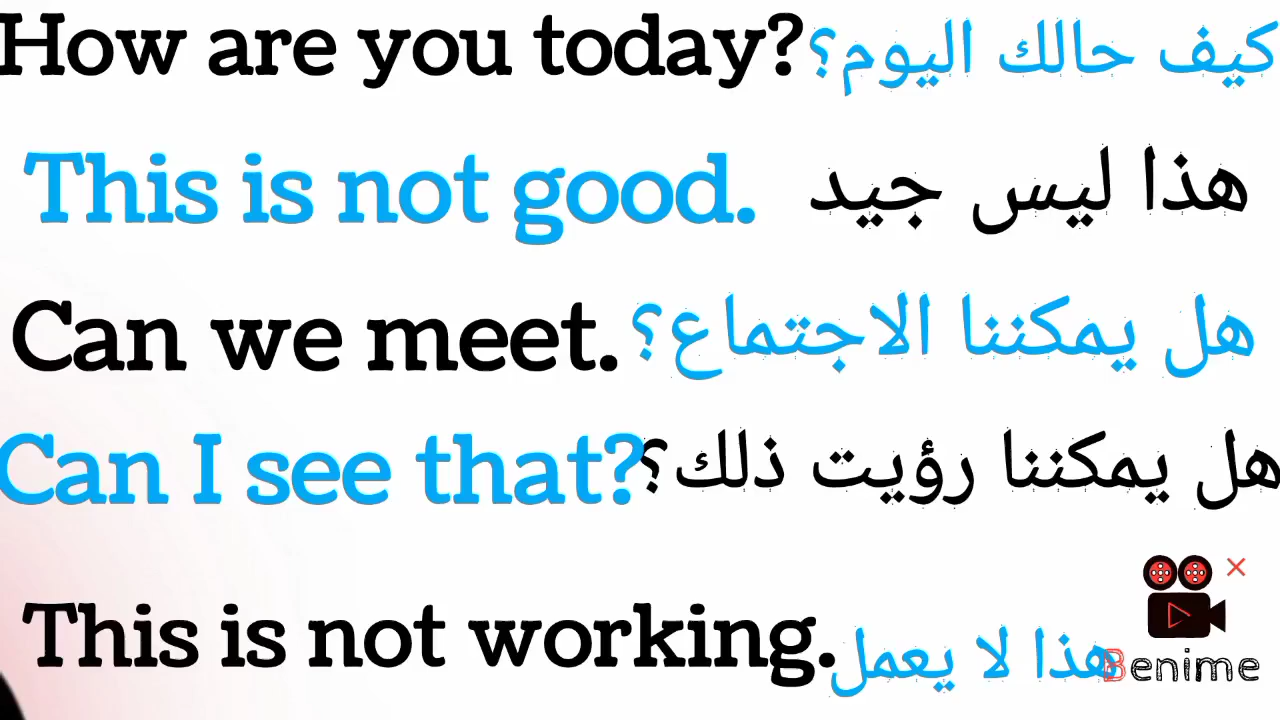 How are you today? كيف حالك اليوم؟
This is not good. هذا ليس جيد
Can we meet. هل يمكننا الاجتماع؟
Can I see that? هل يمكننا رؤيت ذلك؟
This is not working. هذا لا يعمل
Benime